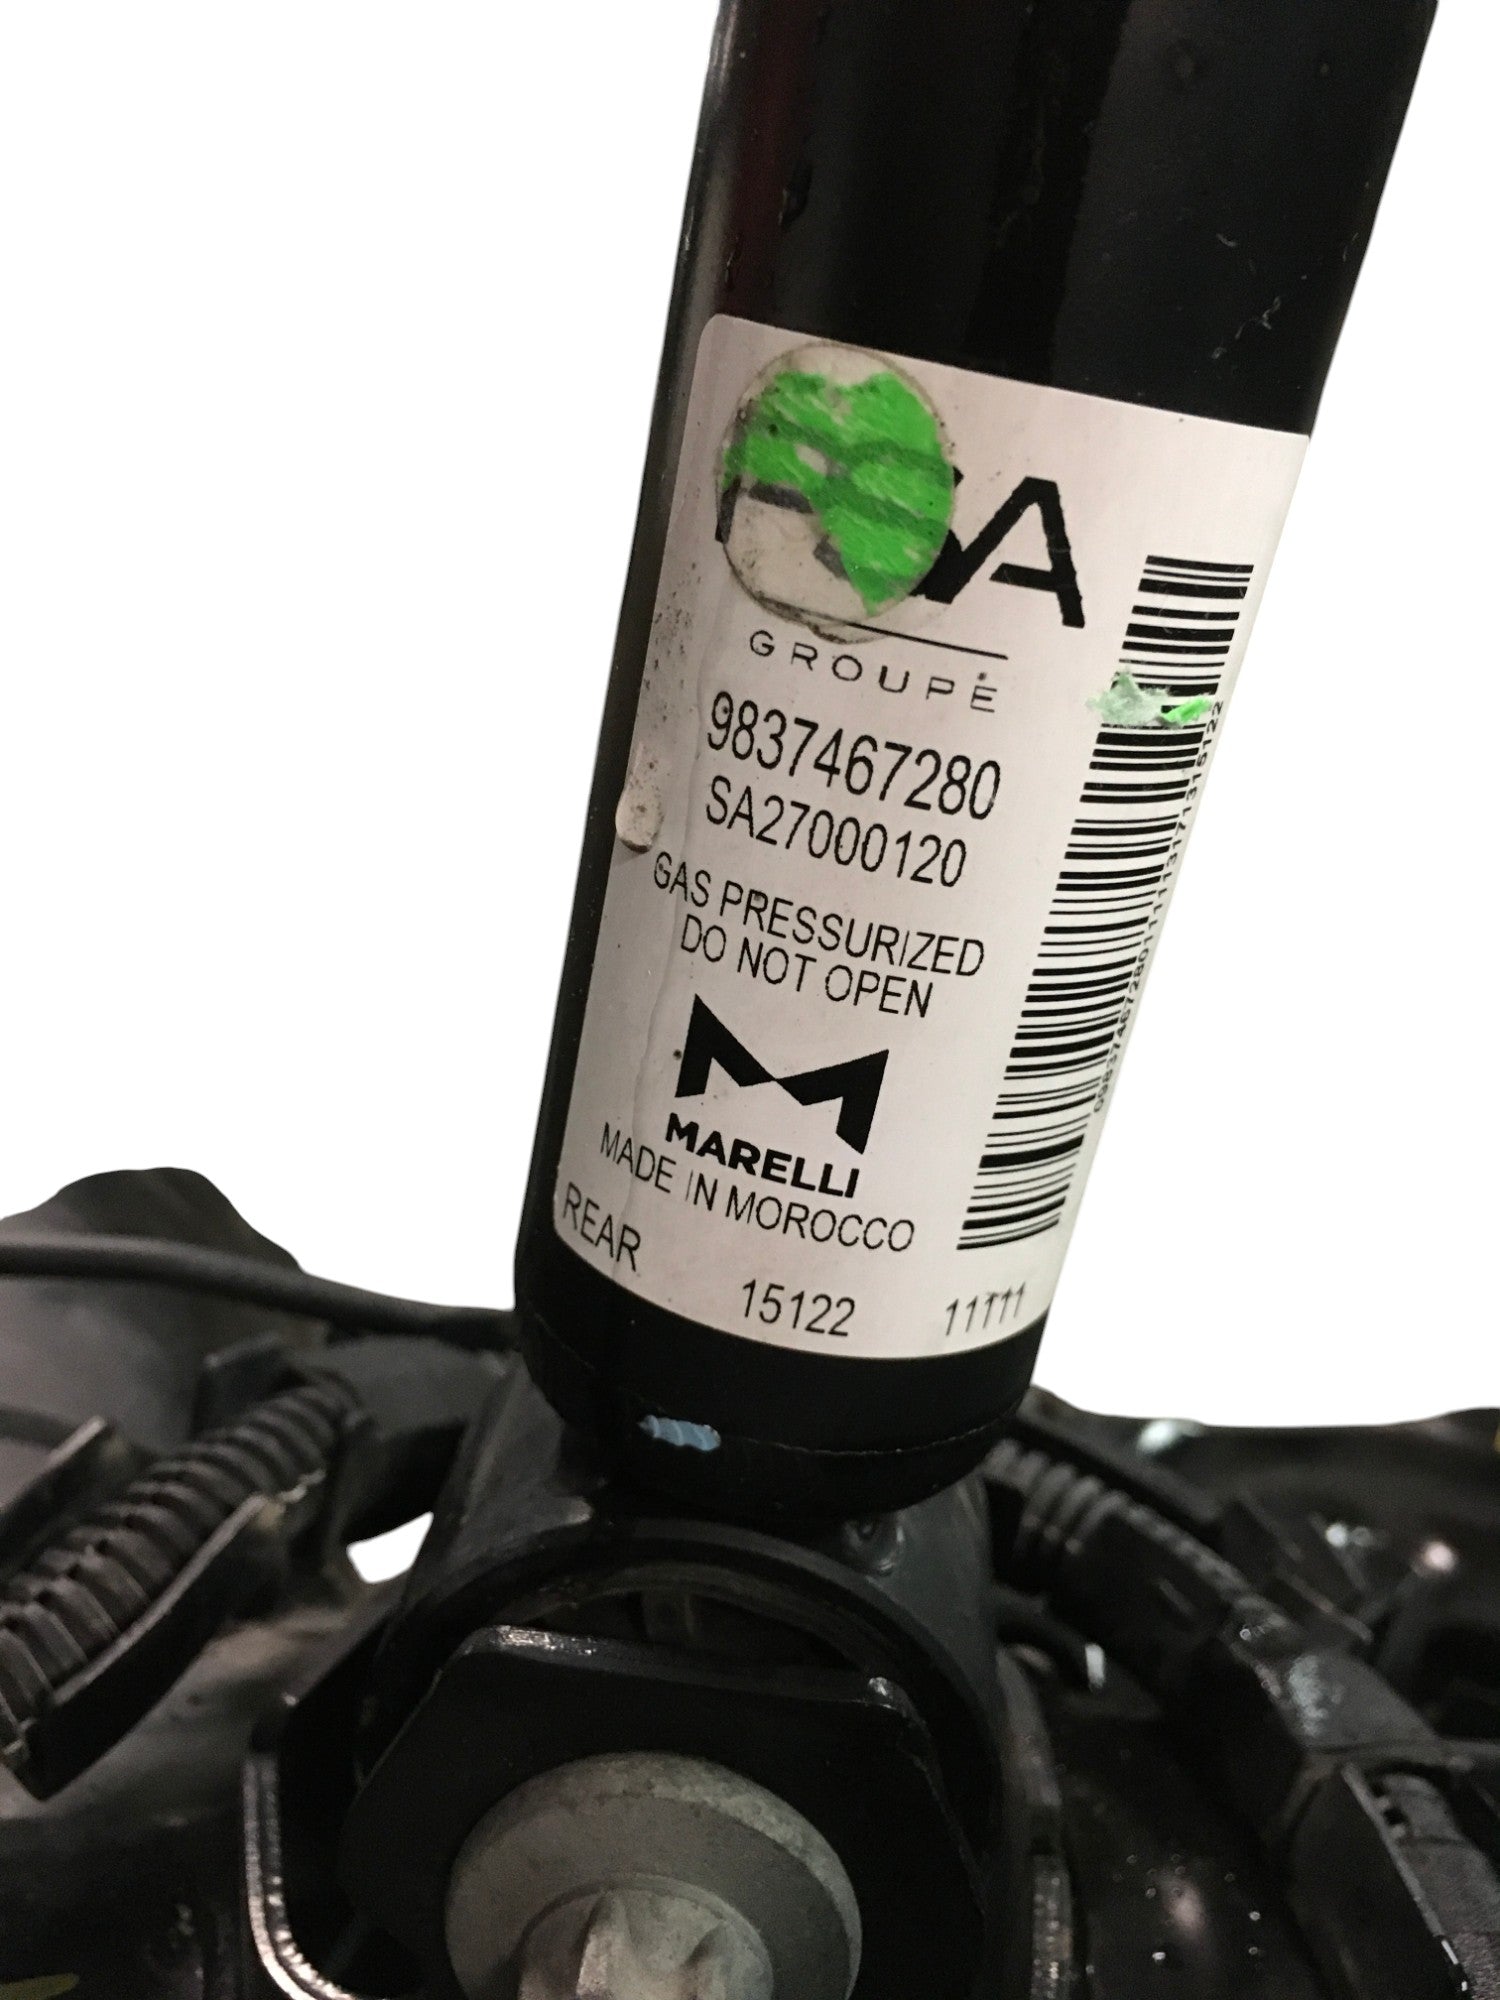 GROUPE
9837467280
SA27000120
GAS PRESSURIZED
DO NOT OPEN
MARELLI
MADE IN MOROCCO
REAR
15122
11111